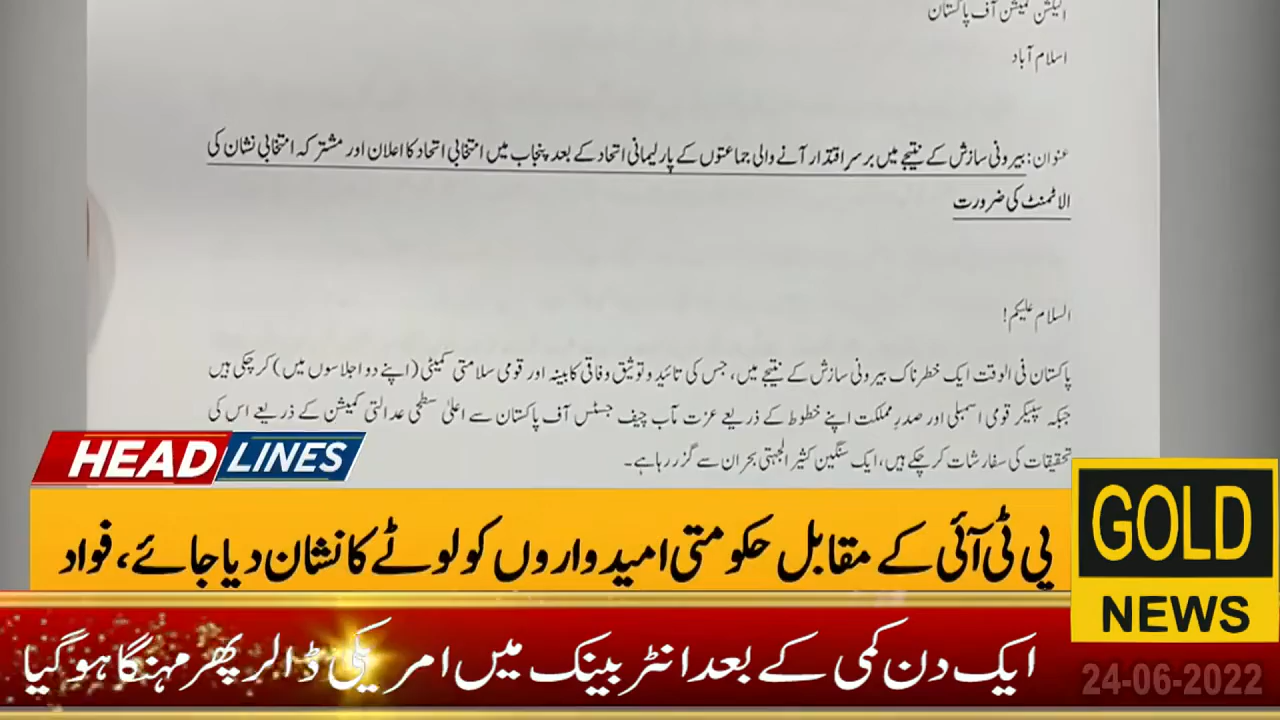 الیکشن کمیشن آف پاکستان
اسلام آباد
عنوان: بیرونی سازش کے نتیجے میں برسرِ اقتدار آنے والی جماعتوں کے پارلیمانی اتحاد کے بعد پنجاب میں انتخابی اتحاد کا اعلان اور مشترکہ انتخابی نشان کی
الاٹمنٹ کی ضرورت
السلام علیکم!
پاکستان فی الوقت ایک خطرناک بیرونی سازش کے نتیجے میں، جس کی تائید و توثیق وفاقی کابینہ اور قومی سلامتی کمیٹی (اپنے دو اجلاسوں میں) کر چکی ہیں
جبکہ سپیکر قومی اسمبلی اور صدرِ مملکت اپنے خطوط کے ذریعے عزت مآب چیف جسٹس آف پاکستان سے اعلیٰ سطحی عدالتی کمیشن کے ذریعے اس کی
تحقیقات کی سفارشات کر چکے ہیں، ایک سنگین کثیر الجہتی بحران سے گزر رہا ہے۔
HEADLINES
پی ٹی آئی کے مقابل حکومتی امیدواروں کو لوٹے کا نشان دیا جائے، فواد
GOLD
NEWS
ایک دن کمی کے بعد انٹر بینک میں امریکی ڈالر پھر مہنگا ہو گیا
24-06-2022